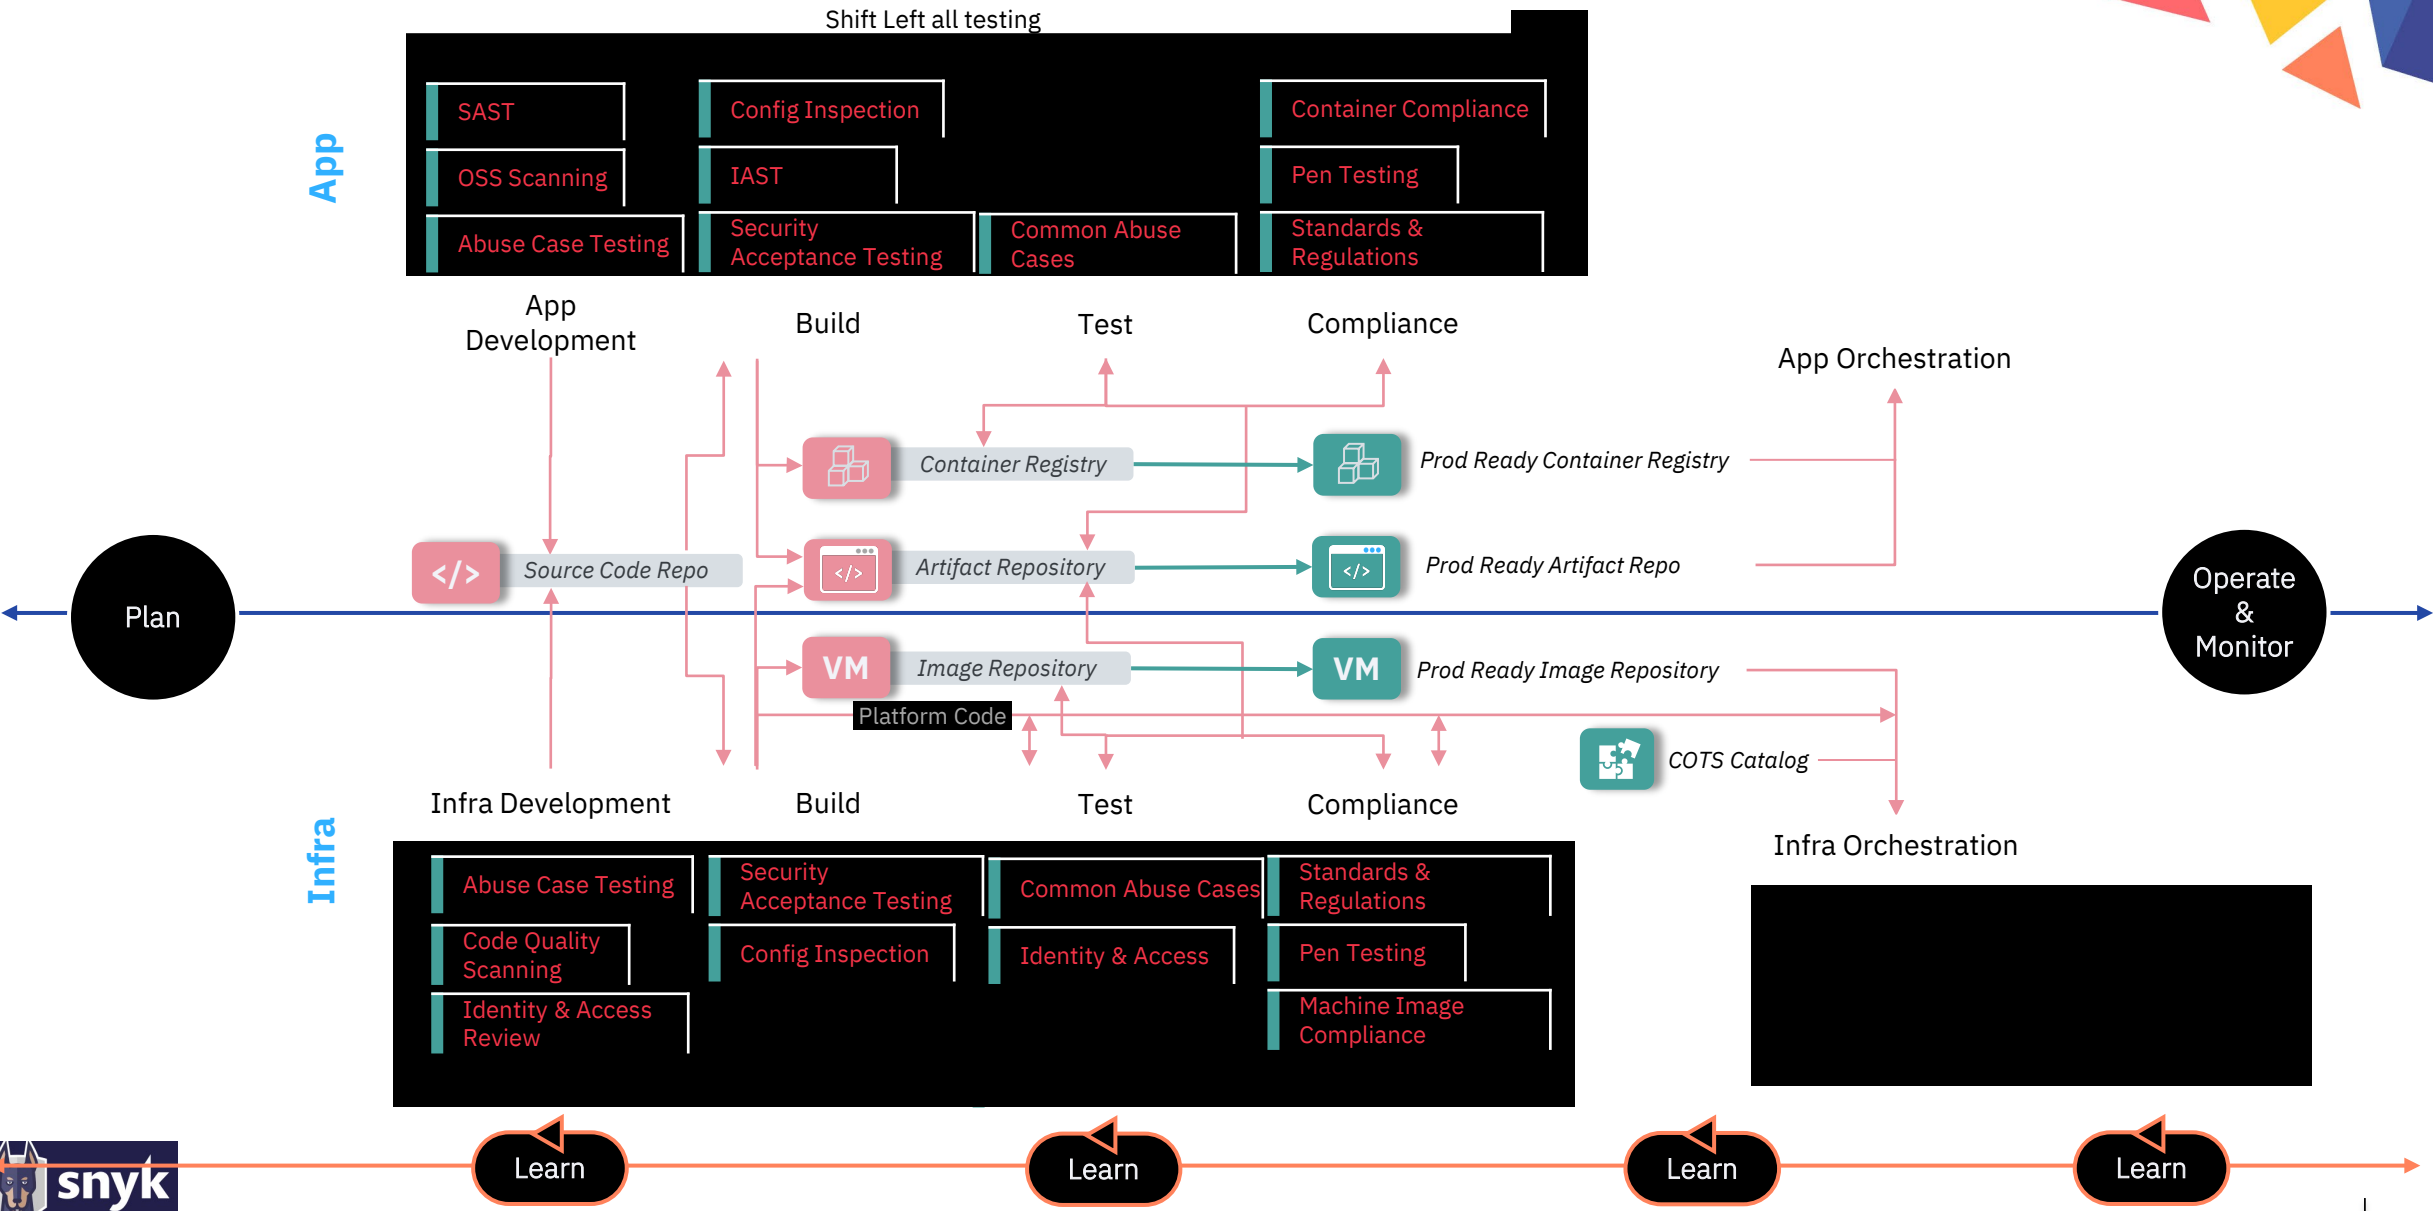 Shift Left all testing
App
SAST
Config Inspection
Container Compliance
OSS Scanning
IAST
Pen Testing
Abuse Case Testing
Security
Acceptance Testing
Common Abuse
Cases
Standards &
Regulations
App
Development
Build
Test
Compliance
App Orchestration
Container Registry
Prod Ready Container Registry
</>
Source Code Repo
</>
Artifact Repository
</>
Prod Ready Artifact Repo
Plan
Operate
&
Monitor
VM
Image Repository
VM
Prod Ready Image Repository
Platform Code
COTS Catalog
Infra
Infra Development
Build
Test
Compliance
Infra Orchestration
Abuse Case Testing
Security
Acceptance Testing
Common Abuse Cases
Standards &
Regulations
Code Quality
Scanning
Config Inspection
Identity & Access
Pen Testing
Identity & Access
Review
Machine Image
Compliance
Learn
Learn
Learn
Learn
snyk